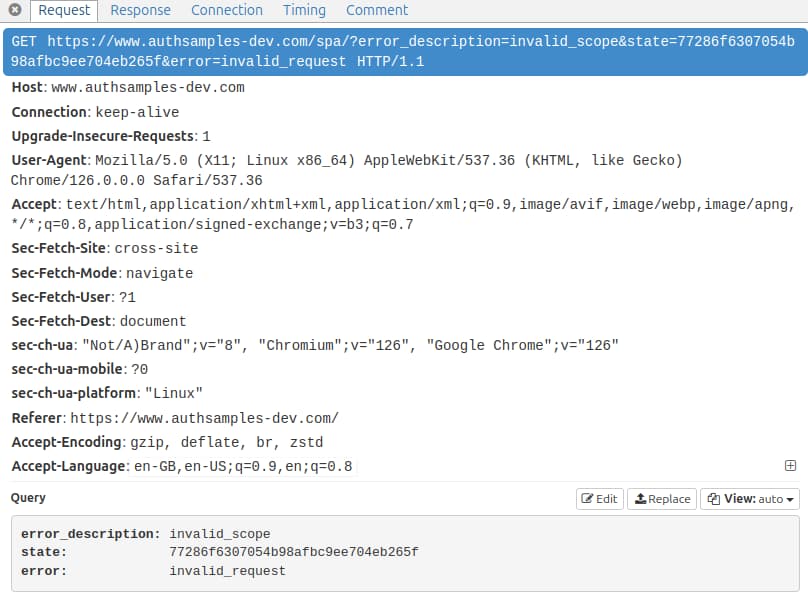 Request Response Connection Timing Comment
GET https://www.authsamples-dev.com/spa/?error_description=invalid_scope&state=77286f6307054b
98afbc9ee704eb265f&error=invalid_request HTTP/1.1
Host: www.authsamples-dev.com
Connection: keep-alive
Upgrade-Insecure-Requests: 1
User-Agent: Mozilla/5.0 (X11; Linux x86_64) AppleWebKit/537.36 (KHTML, like Gecko)
Chrome/126.0.0.0 Safari/537.36
Accept: text/html,application/xhtml+xml,application/xml;q=0.9,image/avif,image/webp,image/apng,
*/*;q=0.8,application/signed-exchange;v=b3;q=0.7
Sec-Fetch-Site: cross-site
Sec-Fetch-Mode: navigate
Sec-Fetch-User: ?1
Sec-Fetch-Dest: document
sec-ch-ua: "Not/A)Brand";v="8", "Chromium";v="126", "Google Chrome";v="126"
sec-ch-ua-mobile: ?0
sec-ch-ua-platform: "Linux"
Referer: https://www.authsamples-dev.com/
Accept-Encoding: gzip, deflate, br, zstd
Accept-Language: en-GB,en-US;q=0.9,en;q=0.8
Query Edit Replace View: auto
error_description: invalid_scope
state: 77286f6307054b98afbc9ee704eb265f
error: invalid_request